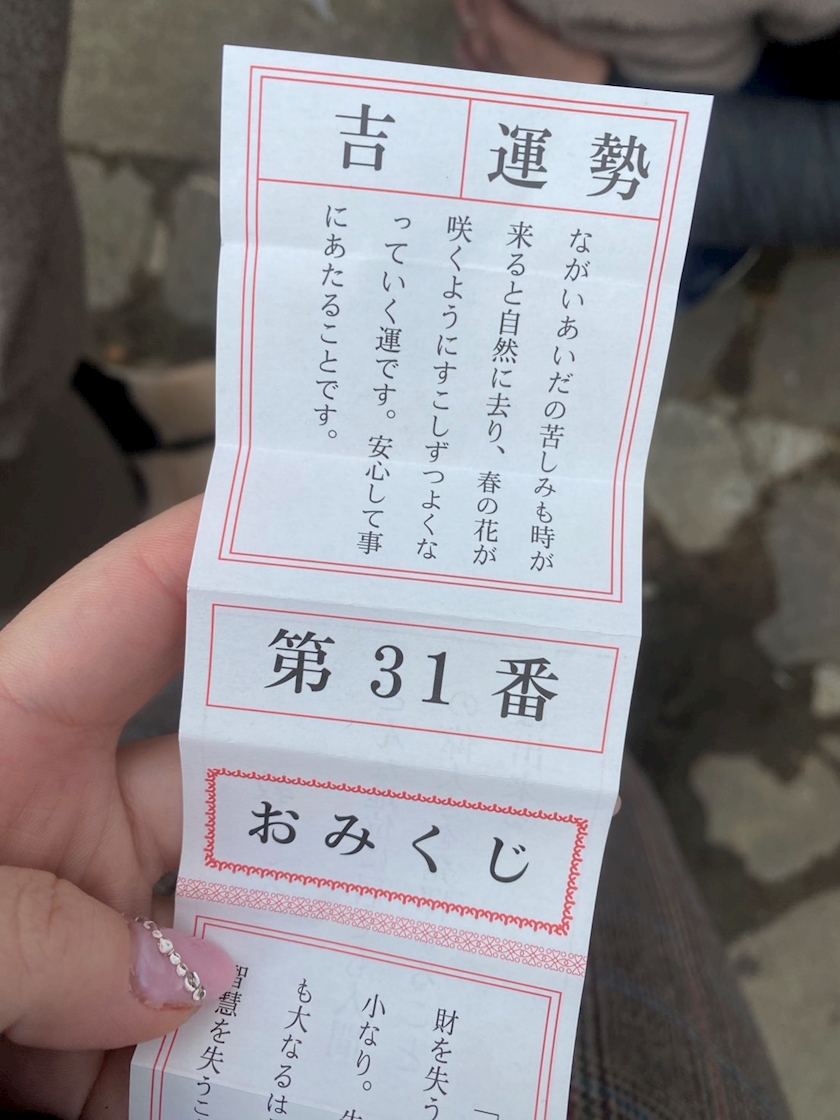 運勢
吉
ながいあいだの苦しみも時が
来ると自然に去り、春の花が
咲くようにすこしずつよくな
っていく運です。安心して事
にあたることです。
第31番
おみくじ
「
財を失う
小なり。
も大なるは
智慧を失うこ